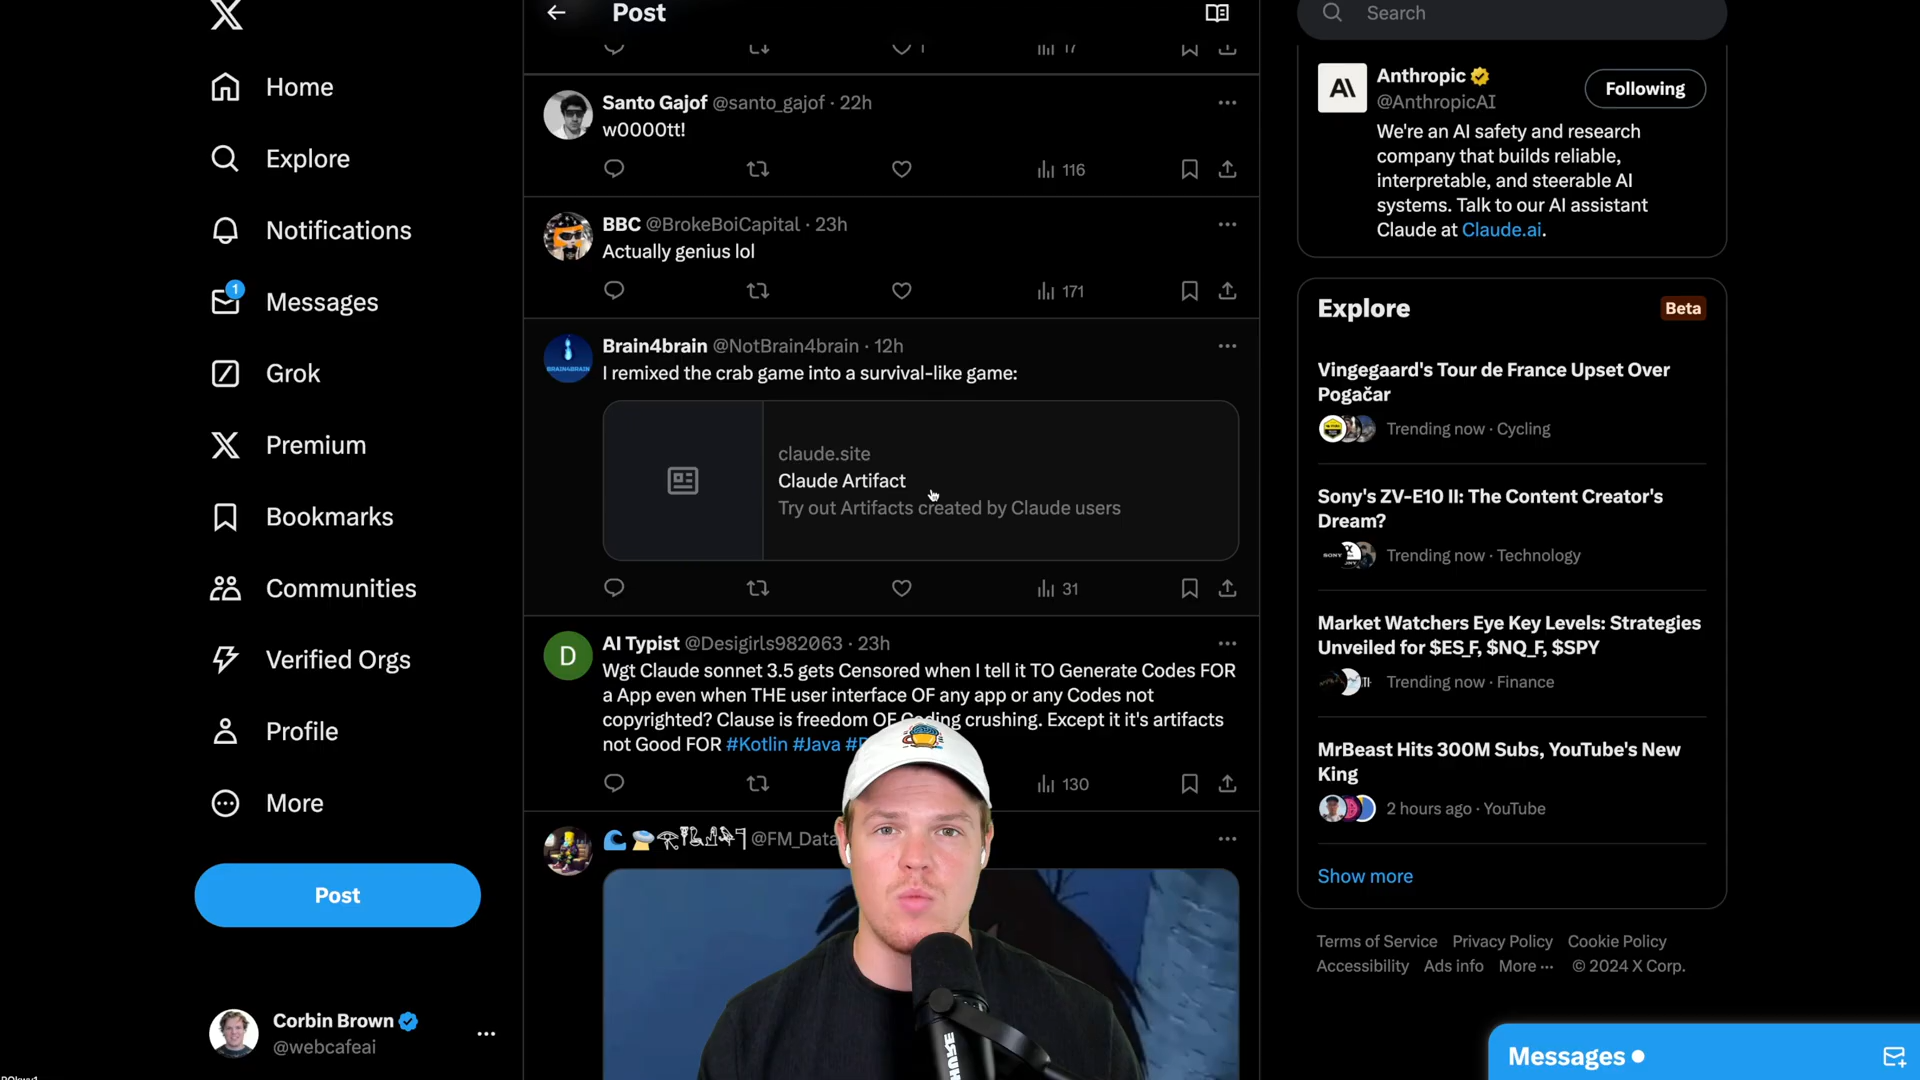 Home
Explore
Notifications
1
Messages
Grok
Premium
Bookmarks
Communities
Verified Orgs
Profile
More
Post
Corbin Brown
@webcafeai
Post
1
17
Santo Gajof @santo_gajof · 22h
w0000tt!
116
BBC @BrokeBoiCapital · 23h
Actually genius lol
171
Brain4brain @NotBrain4brain · 12h
I remixed the crab game into a survival-like game:
BRAIN4BRAIN
claude.site
Claude Artifact
Try out Artifacts created by Claude users
31
D
AI Typist @Desigirls982063 · 23h
Wgt Claude sonnet 3.5 gets Censored when I tell it TO Generate Codes FOR
a App even when THE user interface OF any app or any Codes not
copyrighted? Clause is freedom OF Coding crushing. Except it it's artifacts
not Good FOR #Kotlin #Java
130
@FM_Data
SHURE
Search
Anthropic
@AnthropicAI
Following
We're an AI safety and research
company that builds reliable,
interpretable, and steerable AI
systems. Talk to our AI assistant
Claude at Claude.ai.
Explore
Beta
Vingegaard's Tour de France Upset Over
Pogačar
Trending now · Cycling
Sony's ZV-E10 II: The Content Creator's
Dream?
SONY
Trending now · Technology
Market Watchers Eye Key Levels: Strategies
Unveiled for $ES_F, $NQ_F, $SPY
Trending now · Finance
MrBeast Hits 300M Subs, YouTube's New
King
2 hours ago · YouTube
Show more
Terms of Service Privacy Policy Cookie Policy
Accessibility Ads info More ··· © 2024 X Corp.
Messages